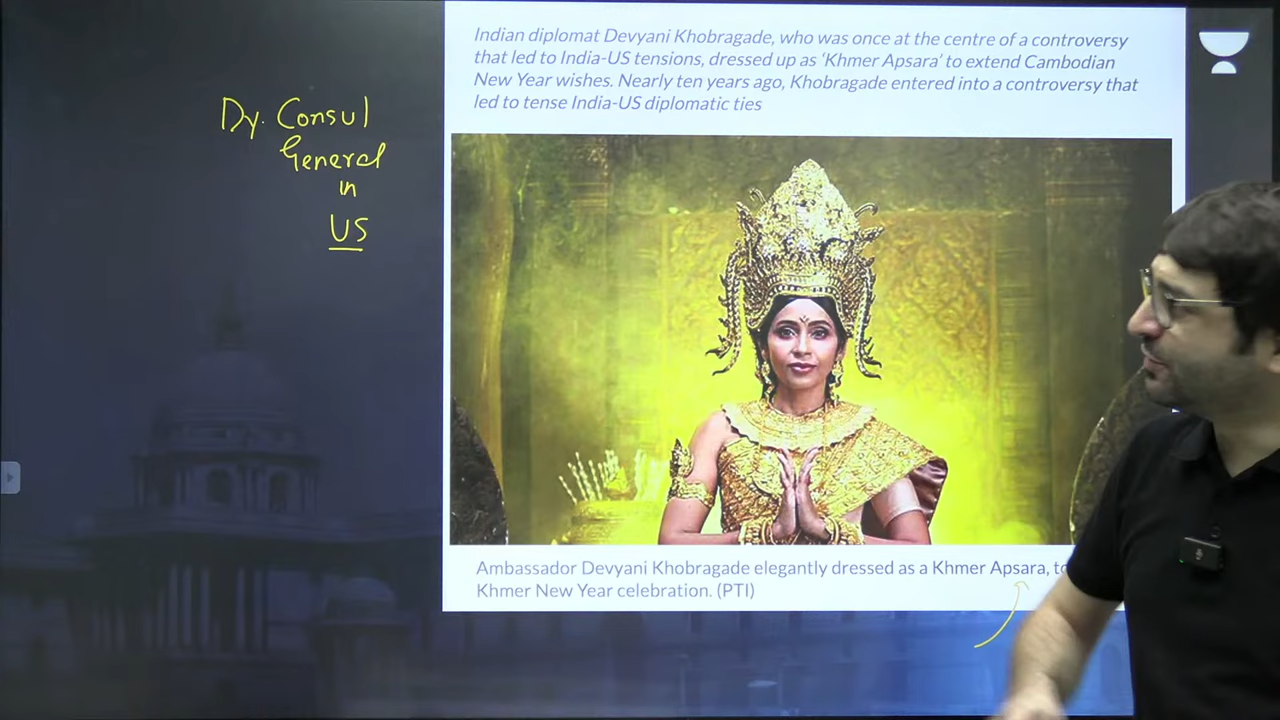 Indian diplomat Devyani Khobragade, who was once at the centre of a controversy
that led to India-US tensions, dressed up as ‘Khmer Apsara’ to extend Cambodian
New Year wishes. Nearly ten years ago, Khobragade entered into a controversy that
led to tense India-US diplomatic ties
Dy. Consul
General
in
US
Ambassador Devyani Khobragade elegantly dressed as a Khmer Apsara,
Khmer New Year celebration. (PTI)